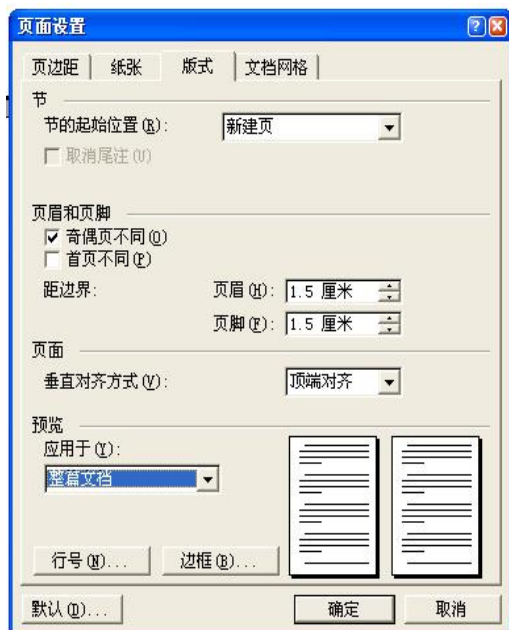 页面设置
页边距 纸张 版式 文档网格
节
节的起始位置(R): 新建页
取消尾注(U)
页眉和页脚
奇偶页不同(O)
首页不同(P)
距边界: 页眉(H): 1.5 厘米
页脚(F): 1.5 厘米
页面
垂直对齐方式(V): 顶端对齐
预览
应用于(Y):
整篇文档
行号(N)... 边框(B)...
默认(D)... 确定 取消